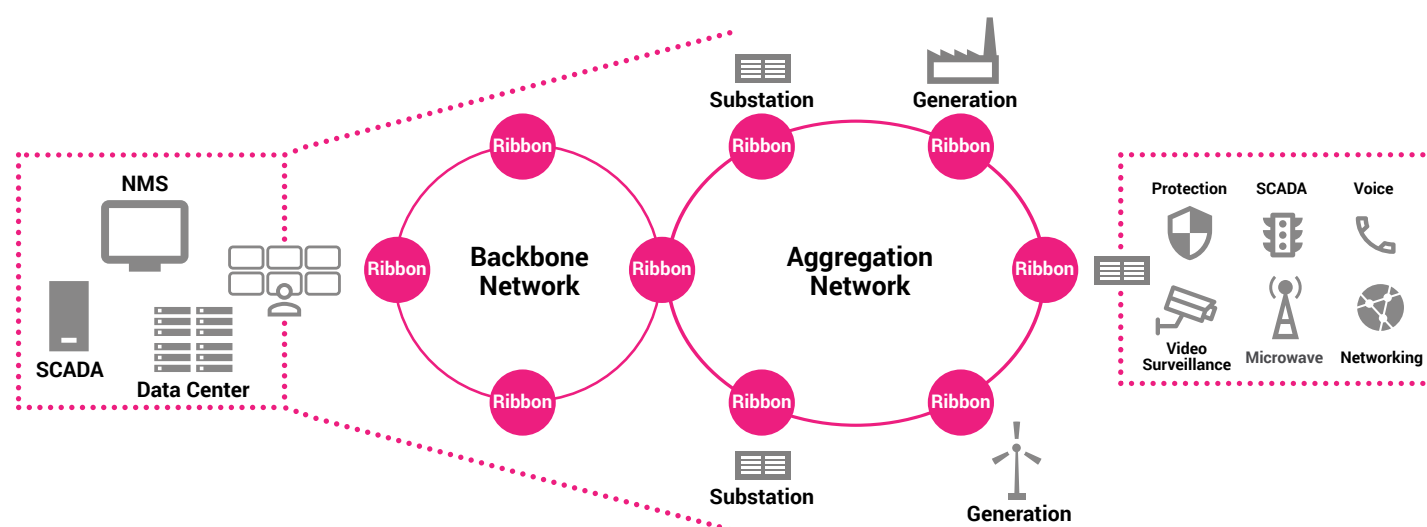 NMS
SCADA
Data Center
Ribbon
Ribbon
Ribbon
Ribbon
Backbone
Network
Substation
Generation
Ribbon
Ribbon
Ribbon
Ribbon
Ribbon
Aggregation
Network
Substation
Generation
Protection
SCADA
Voice
Video
Surveillance
Microwave
Networking